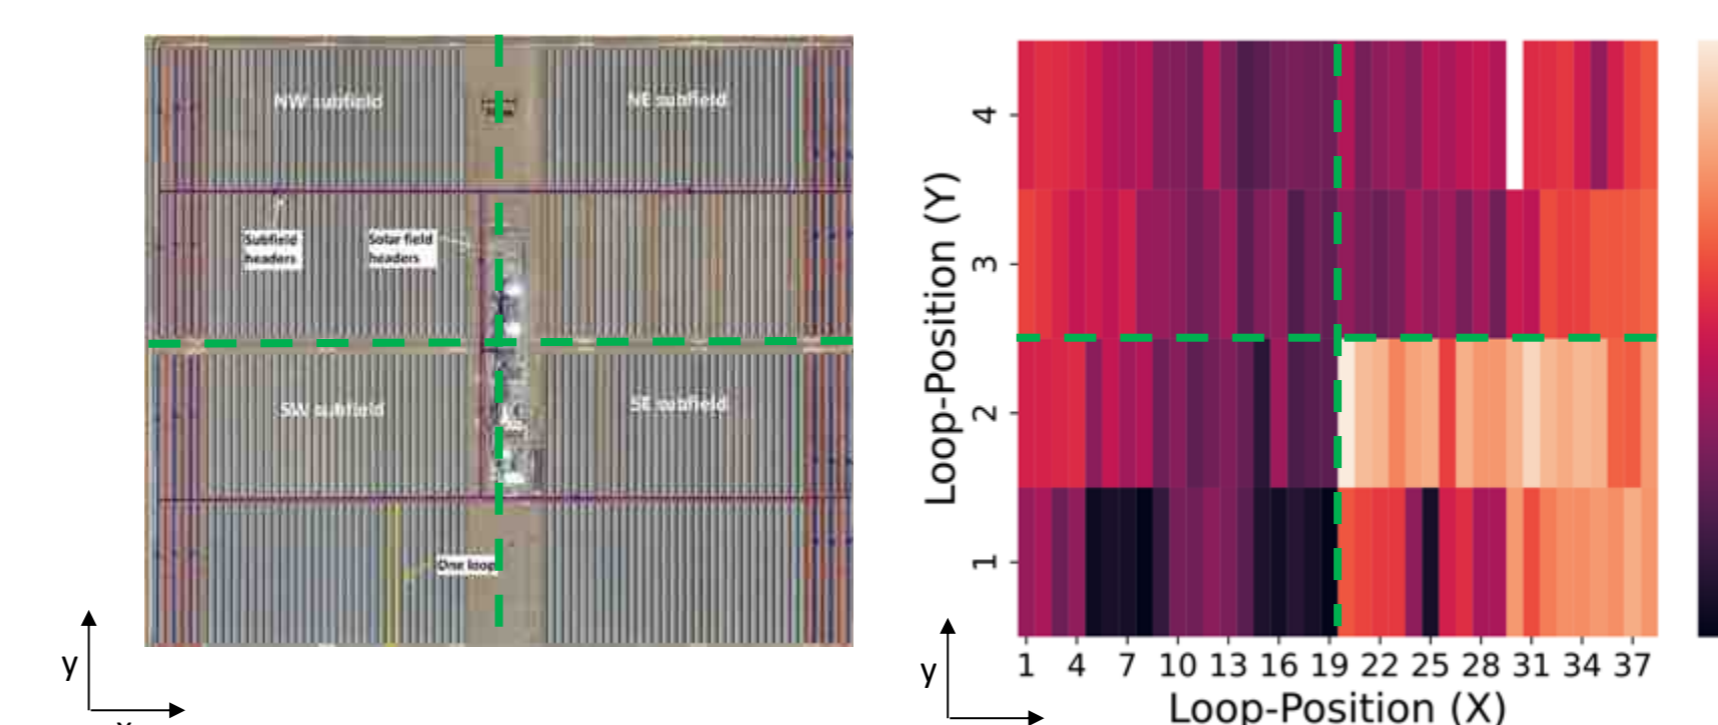 NW subfield
NE subfield
Subfield
headers
Solar field
headers
SW subfield
SE subfield
One loop
y
x
Loop-Position (Y)
4
3
2
1
1 4 7 10 13 16 19 22 25 28 31 34 37
Loop-Position (X)
y